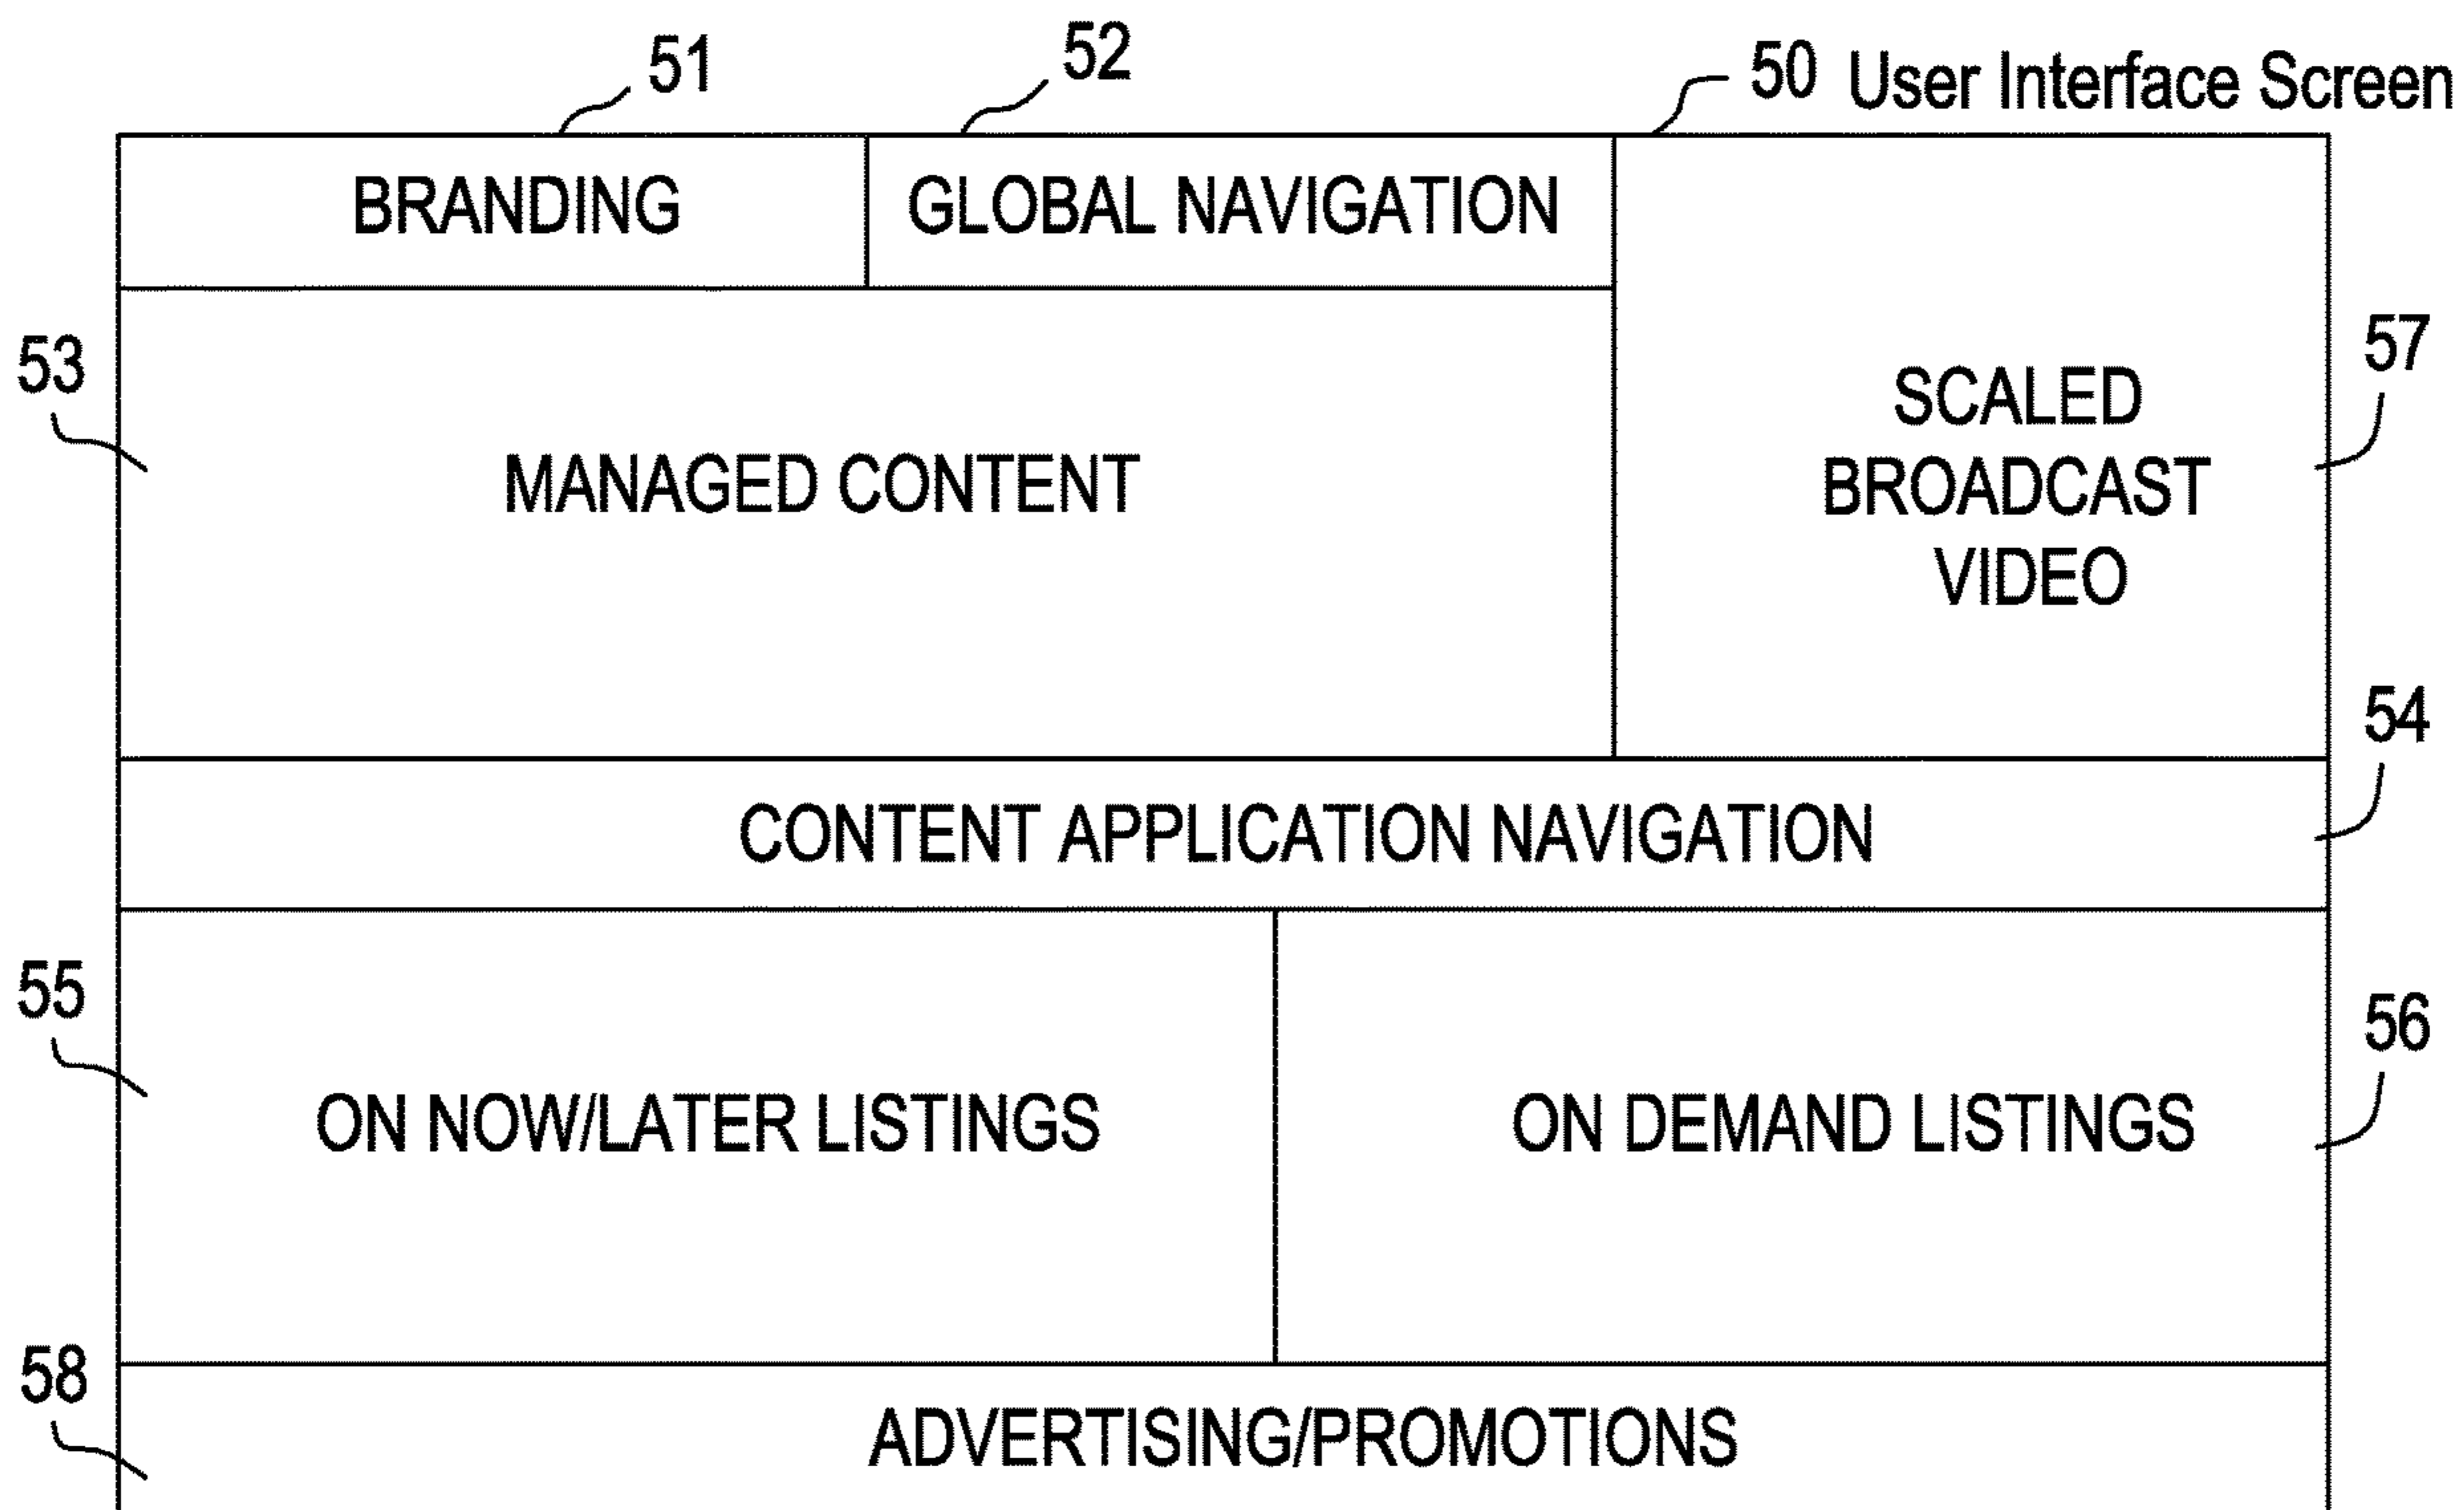 51
52
50 User Interface Screen
BRANDING
GLOBAL NAVIGATION
53
MANAGED CONTENT
57
SCALED
BROADCAST
VIDEO
54
CONTENT APPLICATION NAVIGATION
55
ON NOW/LATER LISTINGS
56
ON DEMAND LISTINGS
58
ADVERTISING/PROMOTIONS